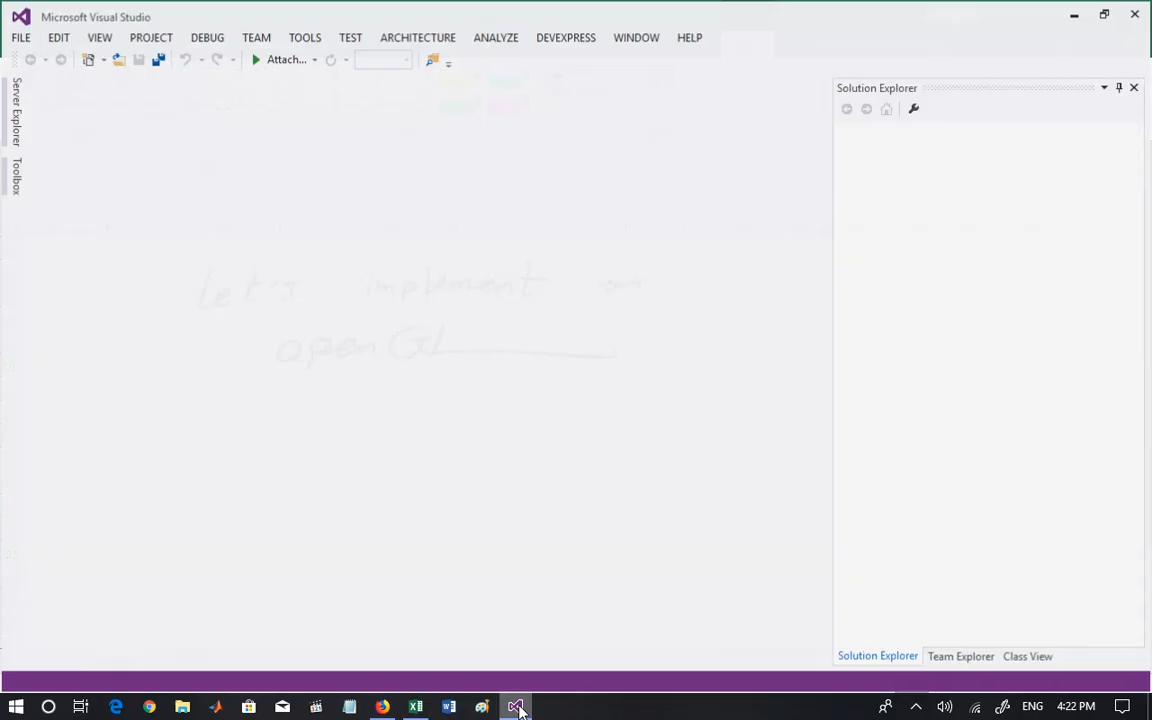 Microsoft Visual Studio
FILE EDIT VIEW PROJECT DEBUG TEAM TOOLS TEST ARCHITECTURE ANALYZE DEVEXPRESS WINDOW HELP
Attach...
Server Explorer
Toolbox
Solution Explorer
Let's implement
openGL
Solution Explorer Team Explorer Class View
ENG 4:22 PM